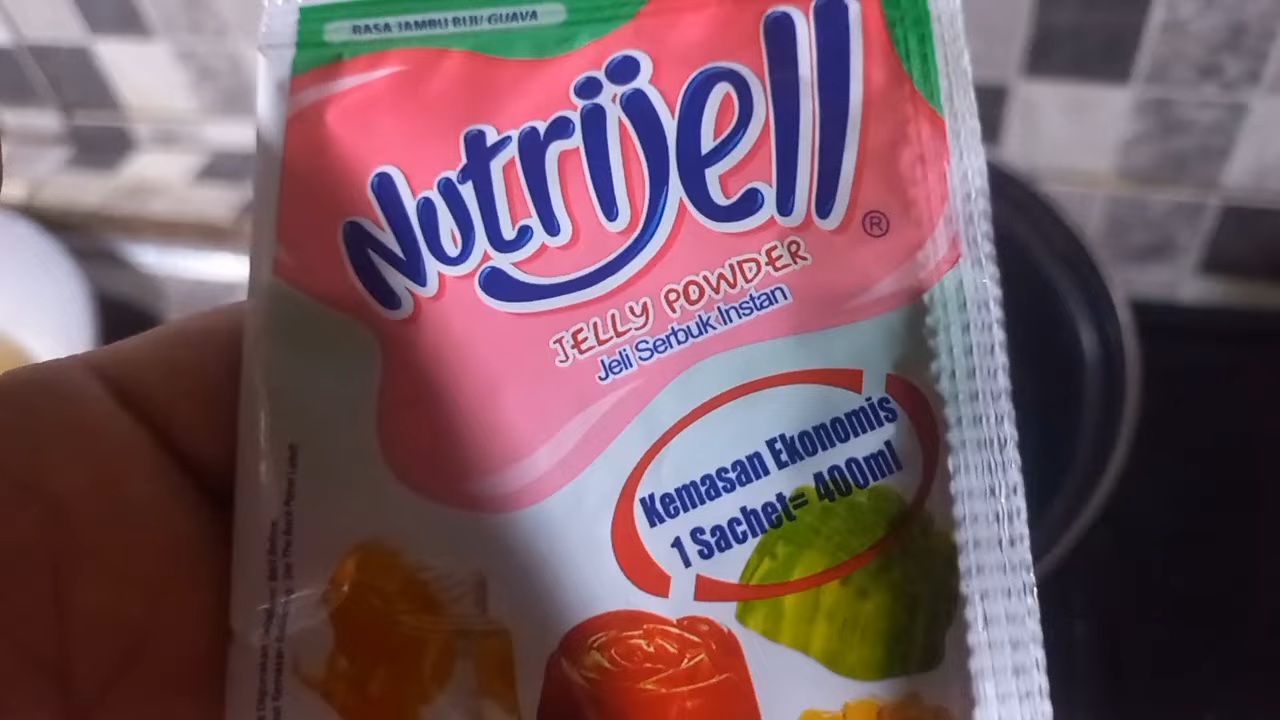 RASA JAMBU BIJI GUAVA
Nutrijell
®
JELLY POWDER
Jeli Serbuk Instan
Kemasan Ekonomis
1 Sachet= 400ml